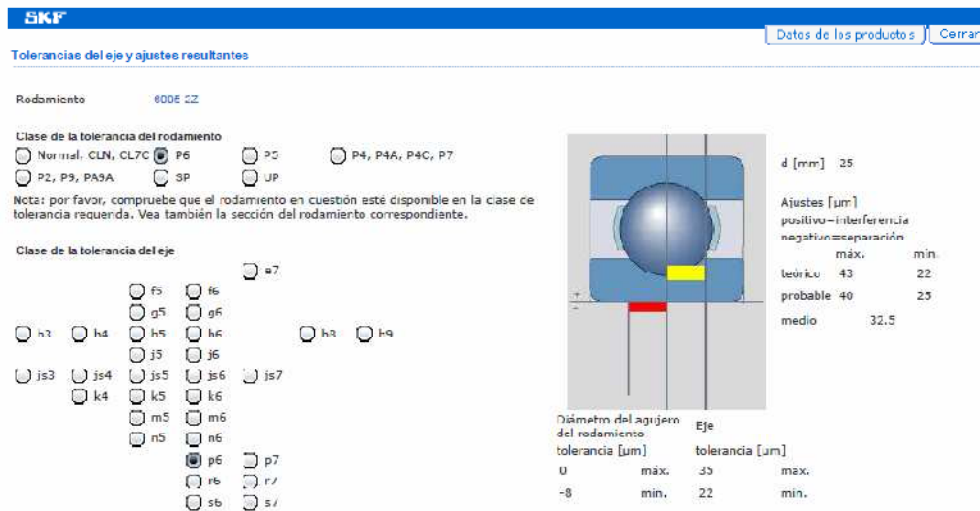 SKF
Datos de los productos Cerrar
Tolerancias del eje y ajustes resultantes
Rodamiento 6005 2Z
Clase de la tolerancia del rodamiento
Normal, CLN, CL7C P6 P5 P4, P4A, P4C, P7
P2, P9, PA9A SP UP
Nota: por favor, compruebe que el rodamiento en cuestión esté disponible en la clase de
tolerancia requerida. Vea también la sección del rodamiento correspondiente.
Clase de la tolerancia del eje
e7
f5 f6
g5 g6
h3 h4 h5 h6 h8 h9
j5 j6
js3 js4 js5 js6 js7
k4 k5 k6
m5 m6
n5 n6
p6 p7
r6 r7
s6 s7
d [mm] 25
Ajustes [µm]
positivo=interferencia
negativo=separación
máx. mín.
teórico 43 22
probable 40 25
medio 32.5
+
-
Diámetro del agujero
del rodamiento Eje
tolerancia [µm] tolerancia [µm]
0 máx. 35 máx.
-8 mín. 22 mín.